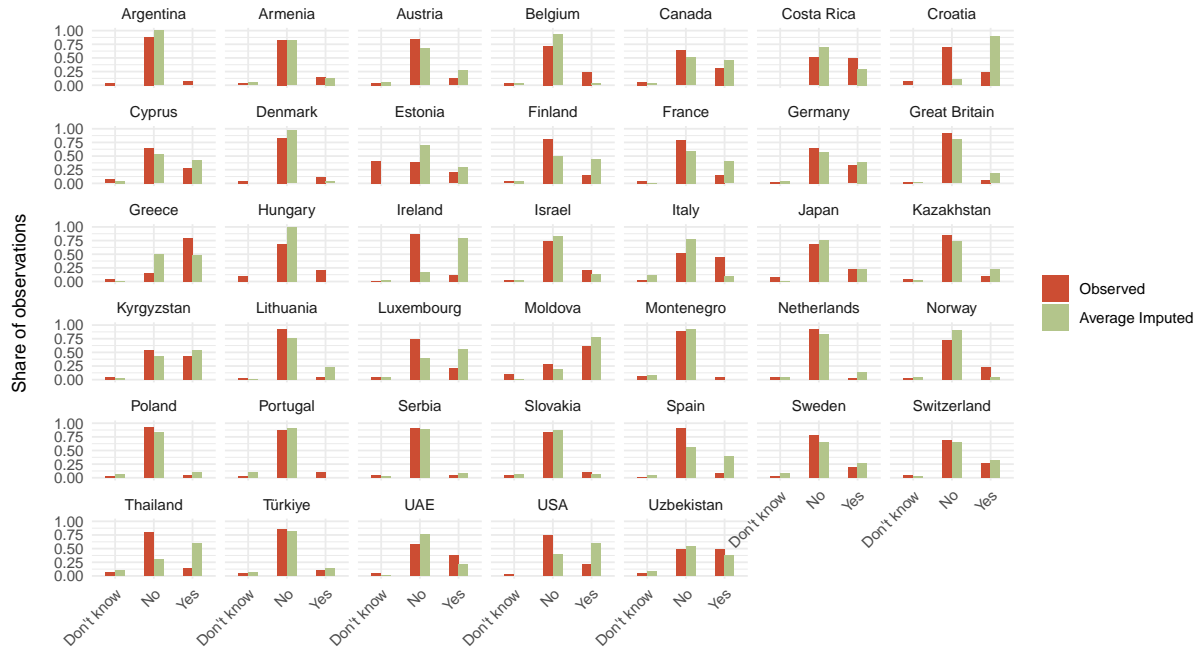 Argentina Armenia Austria Belgium Canada Costa Rica Croatia
1.00
0.75
0.50
0.25
0.00
Cyprus Denmark Estonia Finland France Germany Great Britain
1.00
0.75
0.50
0.25
0.00
Greece Hungary Ireland Israel Italy Japan Kazakhstan
1.00
0.75
0.50
0.25
0.00
Kyrgyzstan Lithuania Luxembourg Moldova Montenegro Netherlands Norway
1.00
0.75
0.50
0.25
0.00
Poland Portugal Serbia Slovakia Spain Sweden Switzerland
1.00
0.75
0.50
0.25
0.00
Don't know No Yes Don't know No Yes
Thailand Türkiye UAE USA Uzbekistan
1.00
0.75
0.50
0.25
0.00
Don't know No Yes Don't know No Yes Don't know No Yes Don't know No Yes Don't know No Yes
Share of observations
Observed
Average Imputed